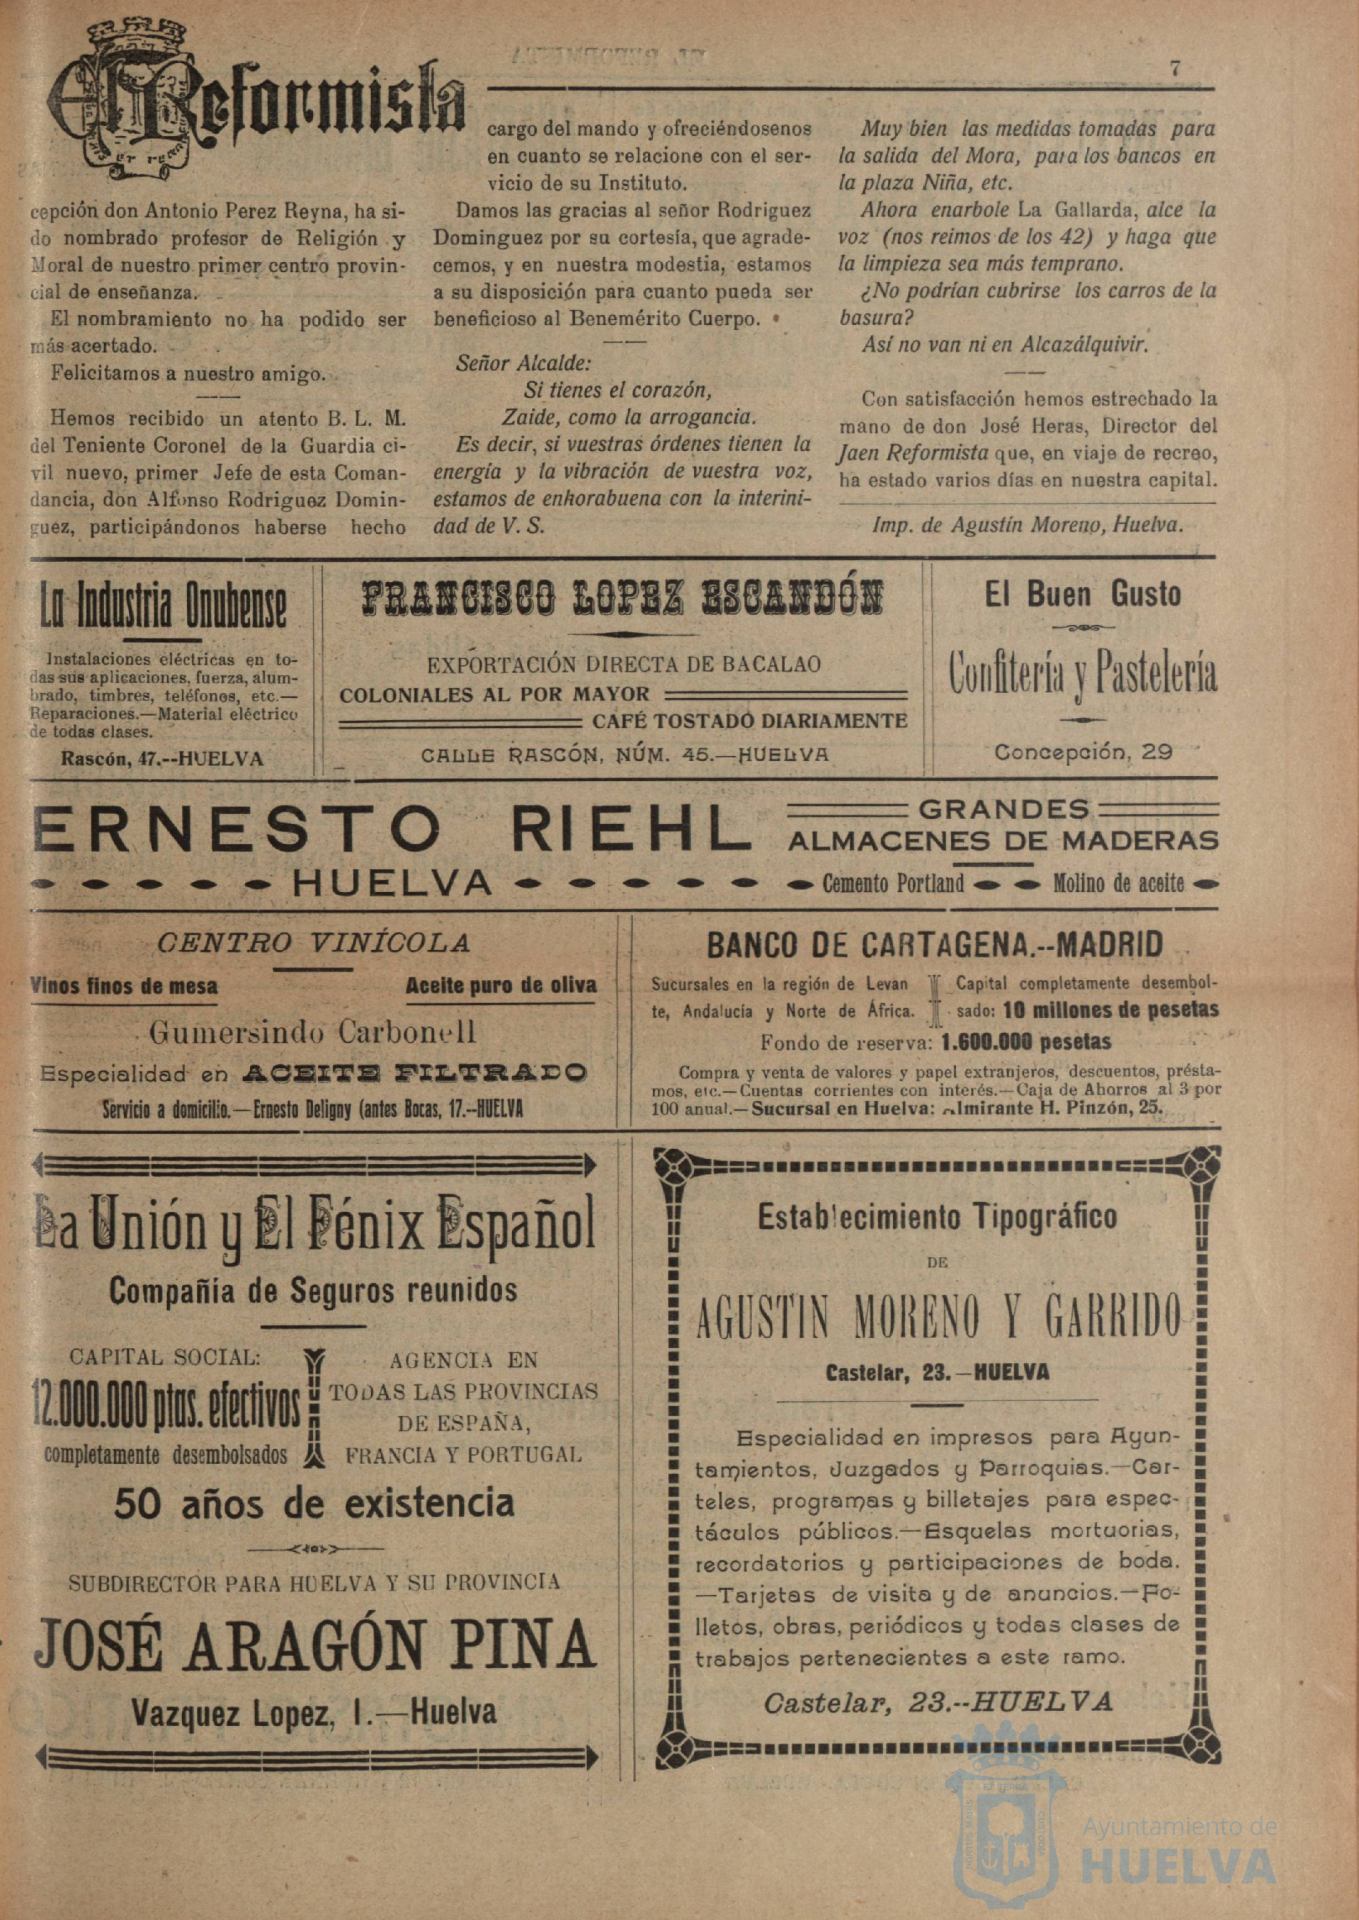 El Reformista
7
cepción don Antonio Perez Reyna, ha si-
do nombrado profesor de Religión y
Moral de nuestro primer centro provin-
cial de enseñanza.
El nombramiento no ha podido ser
más acertado.
Felicitamos a nuestro amigo.
Hemos recibido un atento B. L. M.
del Teniente Coronel de la Guardia ci-
vil nuevo, primer Jefe de esta Coman-
dancia, don Alfonso Rodriguez Domin-
guez, participándonos haberse hecho
cargo del mando y ofreciéndosenos
en cuanto se relacione con el ser-
vicio de su Instituto.
Damos las gracias al señor Rodriguez
Dominguez por su cortesía, que agrade-
cemos, y en nuestra modestia, estamos
a su disposición para cuanto pueda ser
beneficioso al Benemérito Cuerpo.
Señor Alcalde:
Si tienes el corazón,
Zaide, como la arrogancia.
Es decir, si vuestras órdenes tienen la
energía y la vibración de vuestra voz,
estamos de enhorabuena con la interini-
dad de V. S.
Muy bien las medidas tomadas para
la salida del Mora, para los bancos en
la plaza Niña, etc.
Ahora enarbole La Gallarda, alce la
voz (nos reimos de los 42) y haga que
la limpieza sea más temprano.
¿No podrían cubrirse los carros de la
basura?
Así no van ni en Alcazálquivir.
Con satisfacción hemos estrechado la
mano de don José Heras, Director del
Jaen Reformista que, en viaje de recreo,
ha estado varios días en nuestra capital.
Imp. de Agustín Moreno, Huelva.
La Industria Onubense
Instalaciones eléctricas en to-
das sus aplicaciones, fuerza, alum-
brado, timbres, teléfonos, etc.—
Reparaciones.—Material eléctrico
de todas clases.
Rascón, 47.--HUELVA
FRANCISCO LOPEZ ESCANDÓN
EXPORTACIÓN DIRECTA DE BACALAO
COLONIALES AL POR MAYOR
CAFÉ TOSTADO DIARIAMENTE
CALLE RASCÓN, NÚM. 45.—HUELVA
El Buen Gusto
Confitería y Pastelería
Concepción, 29
ERNESTO RIEHL
HUELVA
GRANDES
ALMACENES DE MADERAS
Cemento Portland
Molino de aceite
CENTRO VINÍCOLA
Vinos finos de mesa
Aceite puro de oliva
Gumersindo Carbonell
Especialidad en ACEITE FILTRADO
Servicio a domicilio.—Ernesto Deligny (antes Bocas, 17.--HUELVA
BANCO DE CARTAGENA.--MADRID
Sucursales en la región de Levan
te, Andalucía y Norte de África.
Capital completamente desembol-
sado: 10 millones de pesetas
Fondo de reserva: 1.600.000 pesetas
Compra y venta de valores y papel extranjeros, descuentos, présta-
mos, etc.—Cuentas corrientes con interés.—Caja de Ahorros al 3 por
100 anual.—Sucursal en Huelva: Almirante H. Pinzón, 25.
La Unión y El Fénix Español
Compañia de Seguros reunidos
CAPITAL SOCIAL:
12.000.000 ptas. efectivos
completamente desembolsados
AGENCIA EN
TODAS LAS PROVINCIAS
DE ESPAÑA,
FRANCIA Y PORTUGAL
50 años de existencia
SUBDIRECTOR PARA HUELVA Y SU PROVINCIA
JOSÉ ARAGÓN PINA
Vazquez Lopez, 1.—Huelva
Establecimiento Tipográfico
DE
AGUSTIN MORENO Y GARRIDO
Castelar, 23.—HUELVA
Especialidad en impresos para Ayun-
tamientos, Juzgados y Parroquias.—Car-
teles, programas y billetajes para espec-
táculos públicos.—Esquelas mortuorias,
recordatorios y participaciones de boda.
—Tarjetas de visita y de anuncios.—Fo-
lletos, obras, periódicos y todas clases de
trabajos pertenecientes a este ramo.
Castelar, 23.--HUELVA
Ayuntamiento de
HUELVA